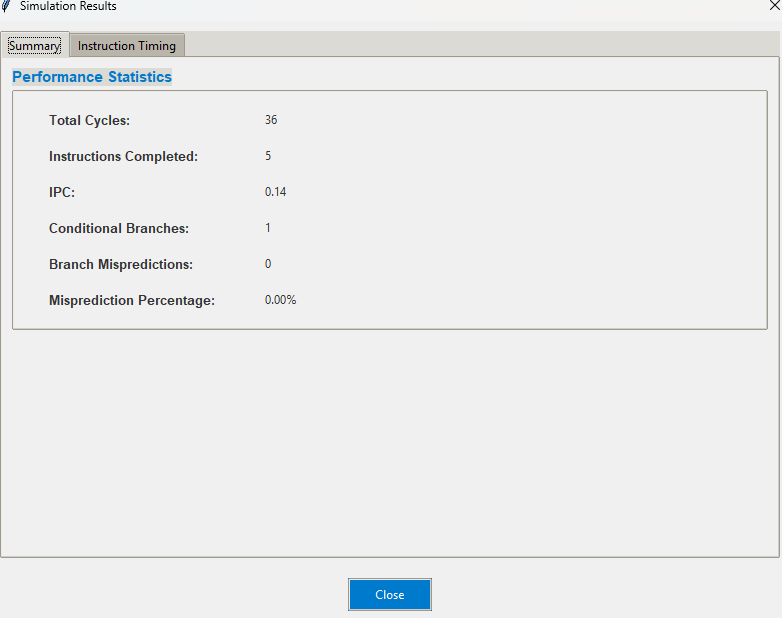 Simulation Results
Summary Instruction Timing
Performance Statistics
Total Cycles: 36
Instructions Completed: 5
IPC: 0.14
Conditional Branches: 1
Branch Mispredictions: 0
Misprediction Percentage: 0.00%
Close